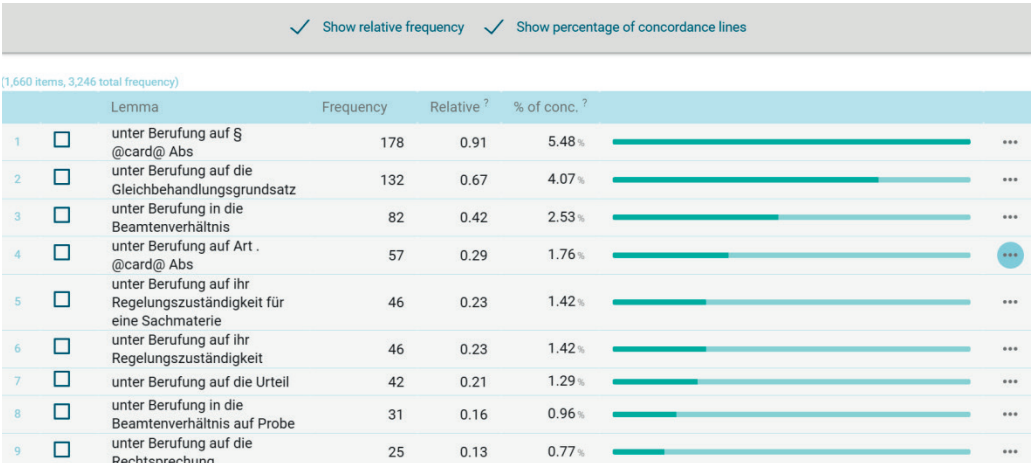 Show relative frequency Show percentage of concordance lines
(1,660 items, 3,246 total frequency)
Lemma Frequency Relative ? % of conc. ?
1 unter Berufung auf §
@card@ Abs 178 0.91 5.48 %
2 unter Berufung auf die
Gleichbehandlungsgrundsatz 132 0.67 4.07 %
3 unter Berufung in die
Beamtenverhältnis 82 0.42 2.53 %
4 unter Berufung auf Art .
@card@ Abs 57 0.29 1.76 %
unter Berufung auf ihr
5 Regelungszuständigkeit für 46 0.23 1.42 %
eine Sachmaterie
6 unter Berufung auf ihr
Regelungszuständigkeit 46 0.23 1.42 %
7 unter Berufung auf die Urteil 42 0.21 1.29 %
8 unter Berufung in die
Beamtenverhältnis auf Probe 31 0.16 0.96 %
9 unter Berufung auf die
Rechtsprechung 25 0.13 0.77 %